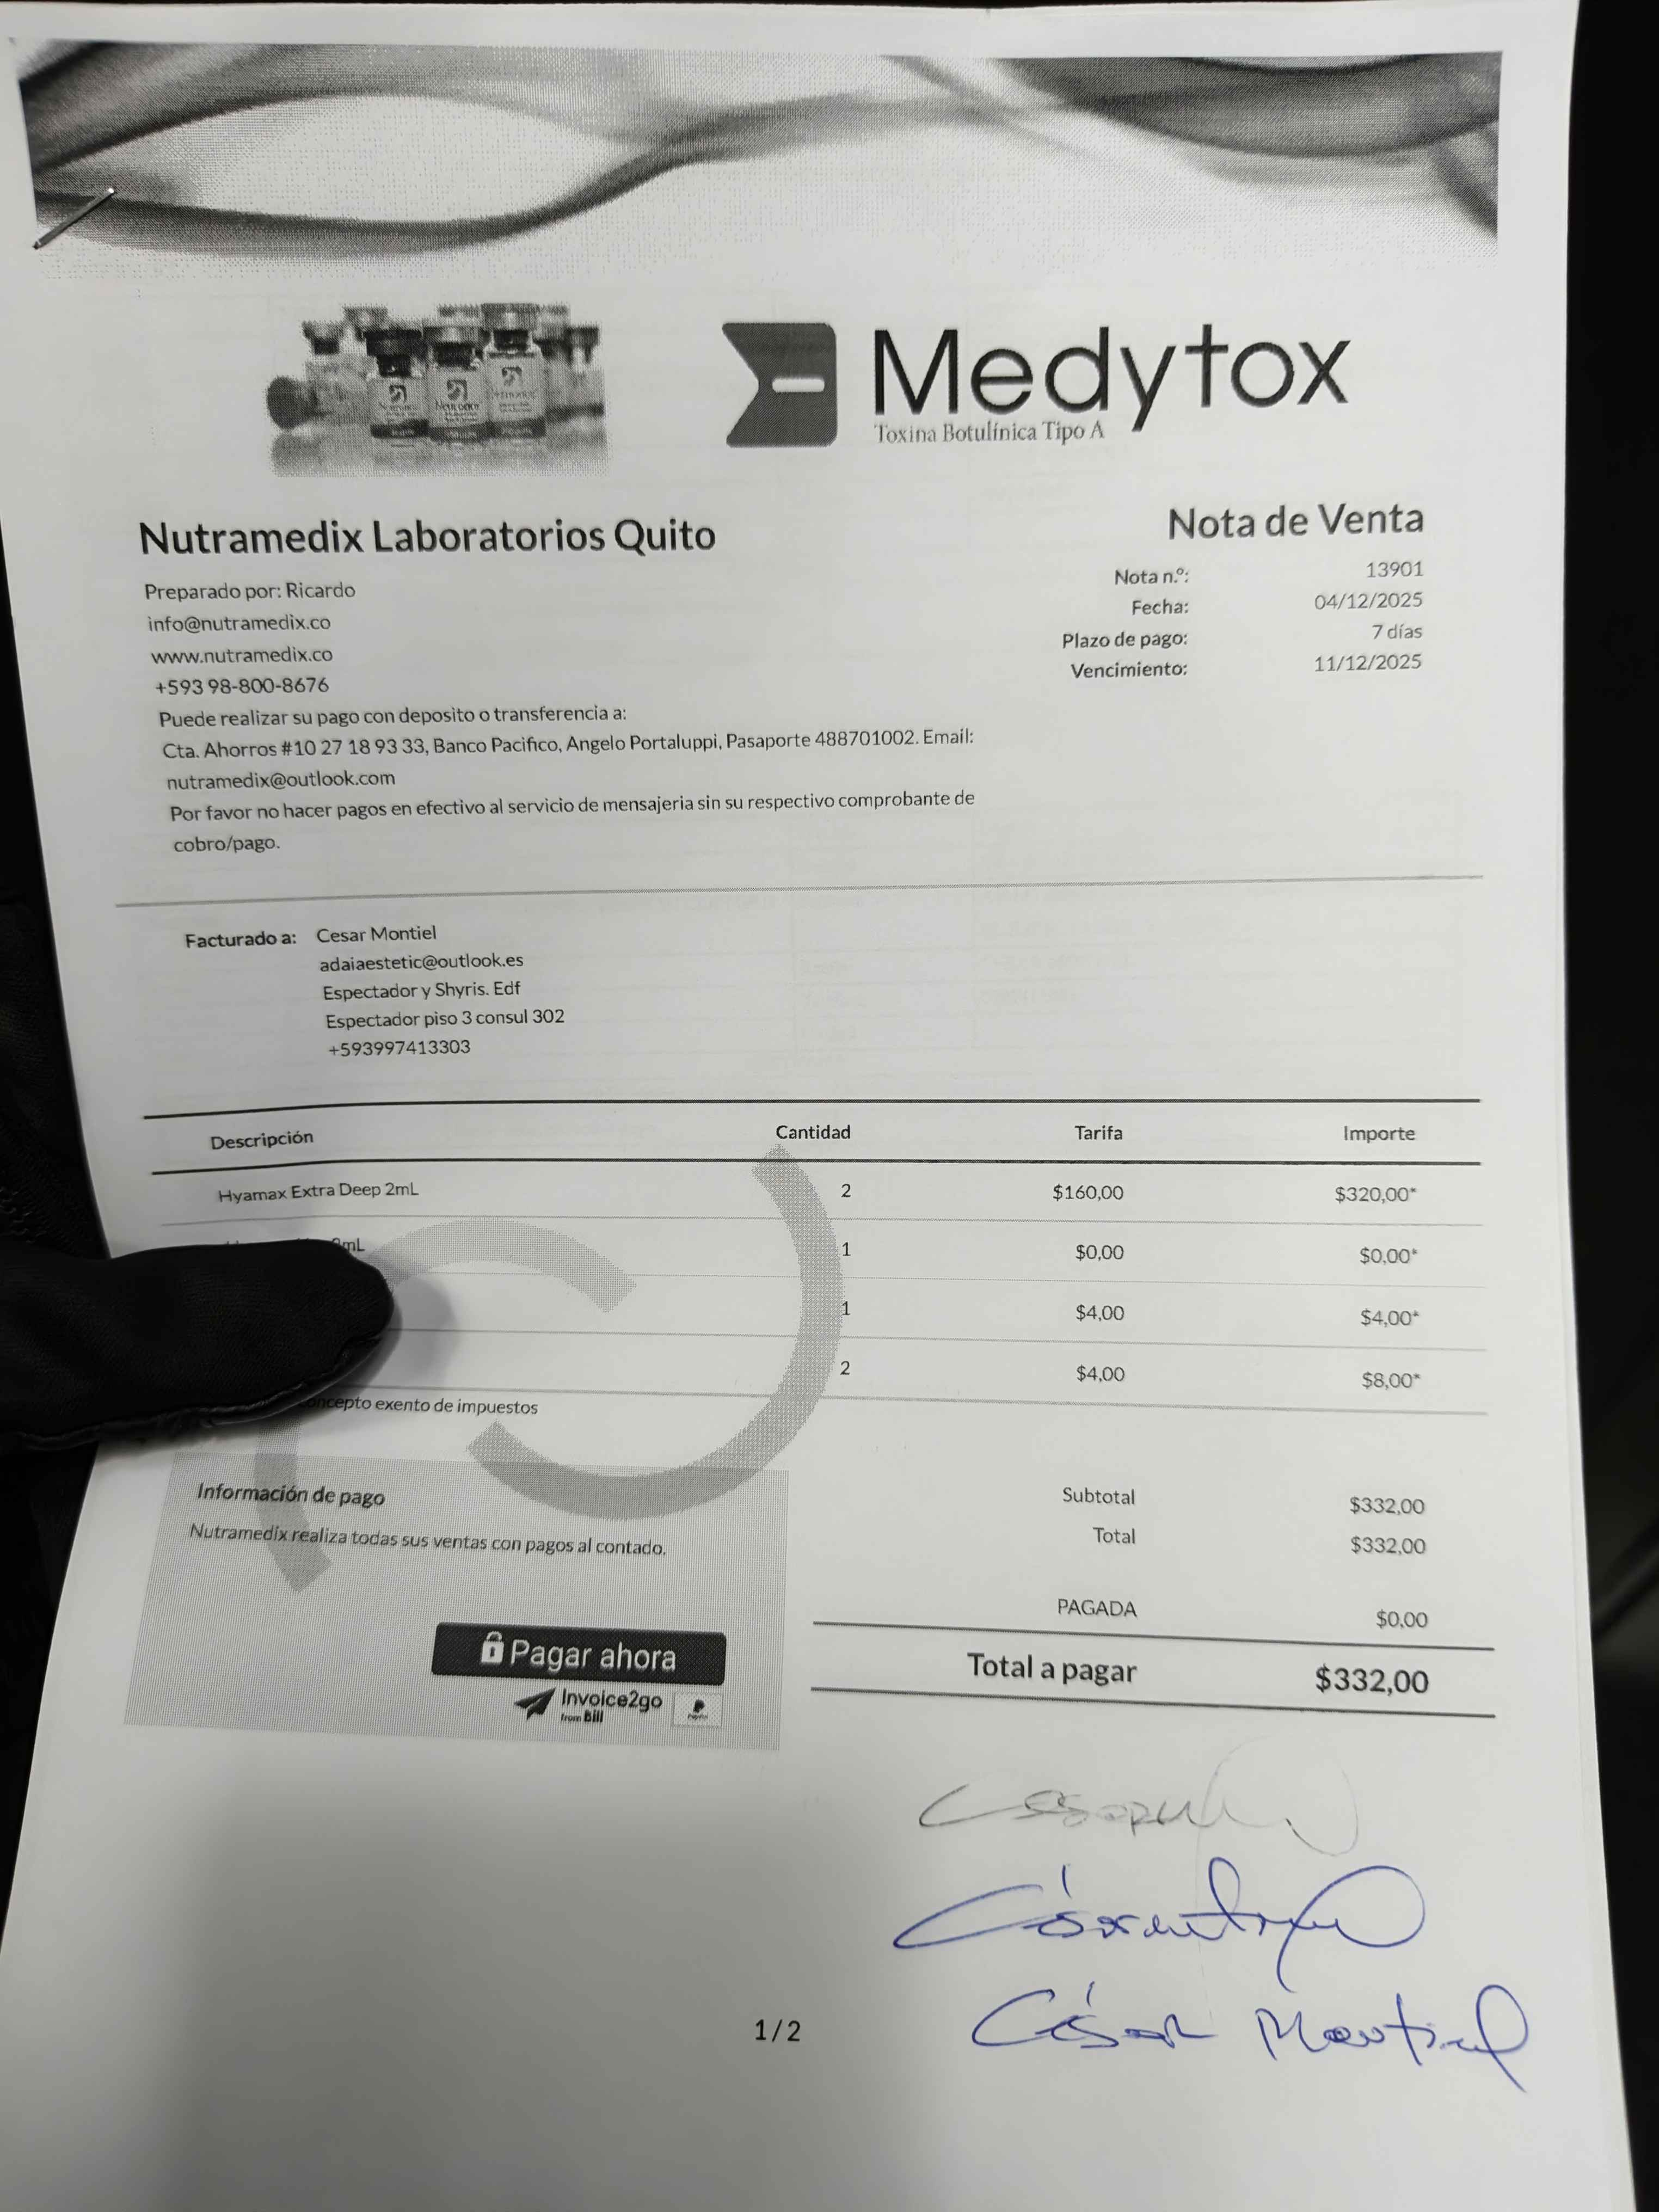 Medytox
Toxina Botulínica Tipo A
Nutramedix Laboratorios Quito
Nota de Venta
Preparado por: Ricardo
info@nutramedix.co
www.nutramedix.co
+593 98-800-8676
Puede realizar su pago con deposito o transferencia a:
Cta. Ahorros #10 27 18 93 33, Banco Pacifico, Angelo Portaluppi, Pasaporte 488701002. Email:
nutramedix@outlook.com
Por favor no hacer pagos en efectivo al servicio de mensajeria sin su respectivo comprobante de
cobro/pago.
Nota n.º: 13901
Fecha: 04/12/2025
Plazo de pago: 7 días
Vencimiento: 11/12/2025
Facturado a: Cesar Montiel
adaiaestetic@outlook.es
Espectador y Shyris. Edf
Espectador piso 3 consul 302
+593997413303
Descripción Cantidad Tarifa Importe
Hyamax Extra Deep 2mL 2 $160,00 $320,00*
1 $0,00 $0,00*
1 $4,00 $4,00*
2 $4,00 $8,00*
concepto exento de impuestos
Información de pago
Nutramedix realiza todas sus ventas con pagos al contado.
Pagar ahora
Invoice2go
from Bill
Subtotal $332,00
Total $332,00
PAGADA $0,00
Total a pagar $332,00
César Montiel
1/2